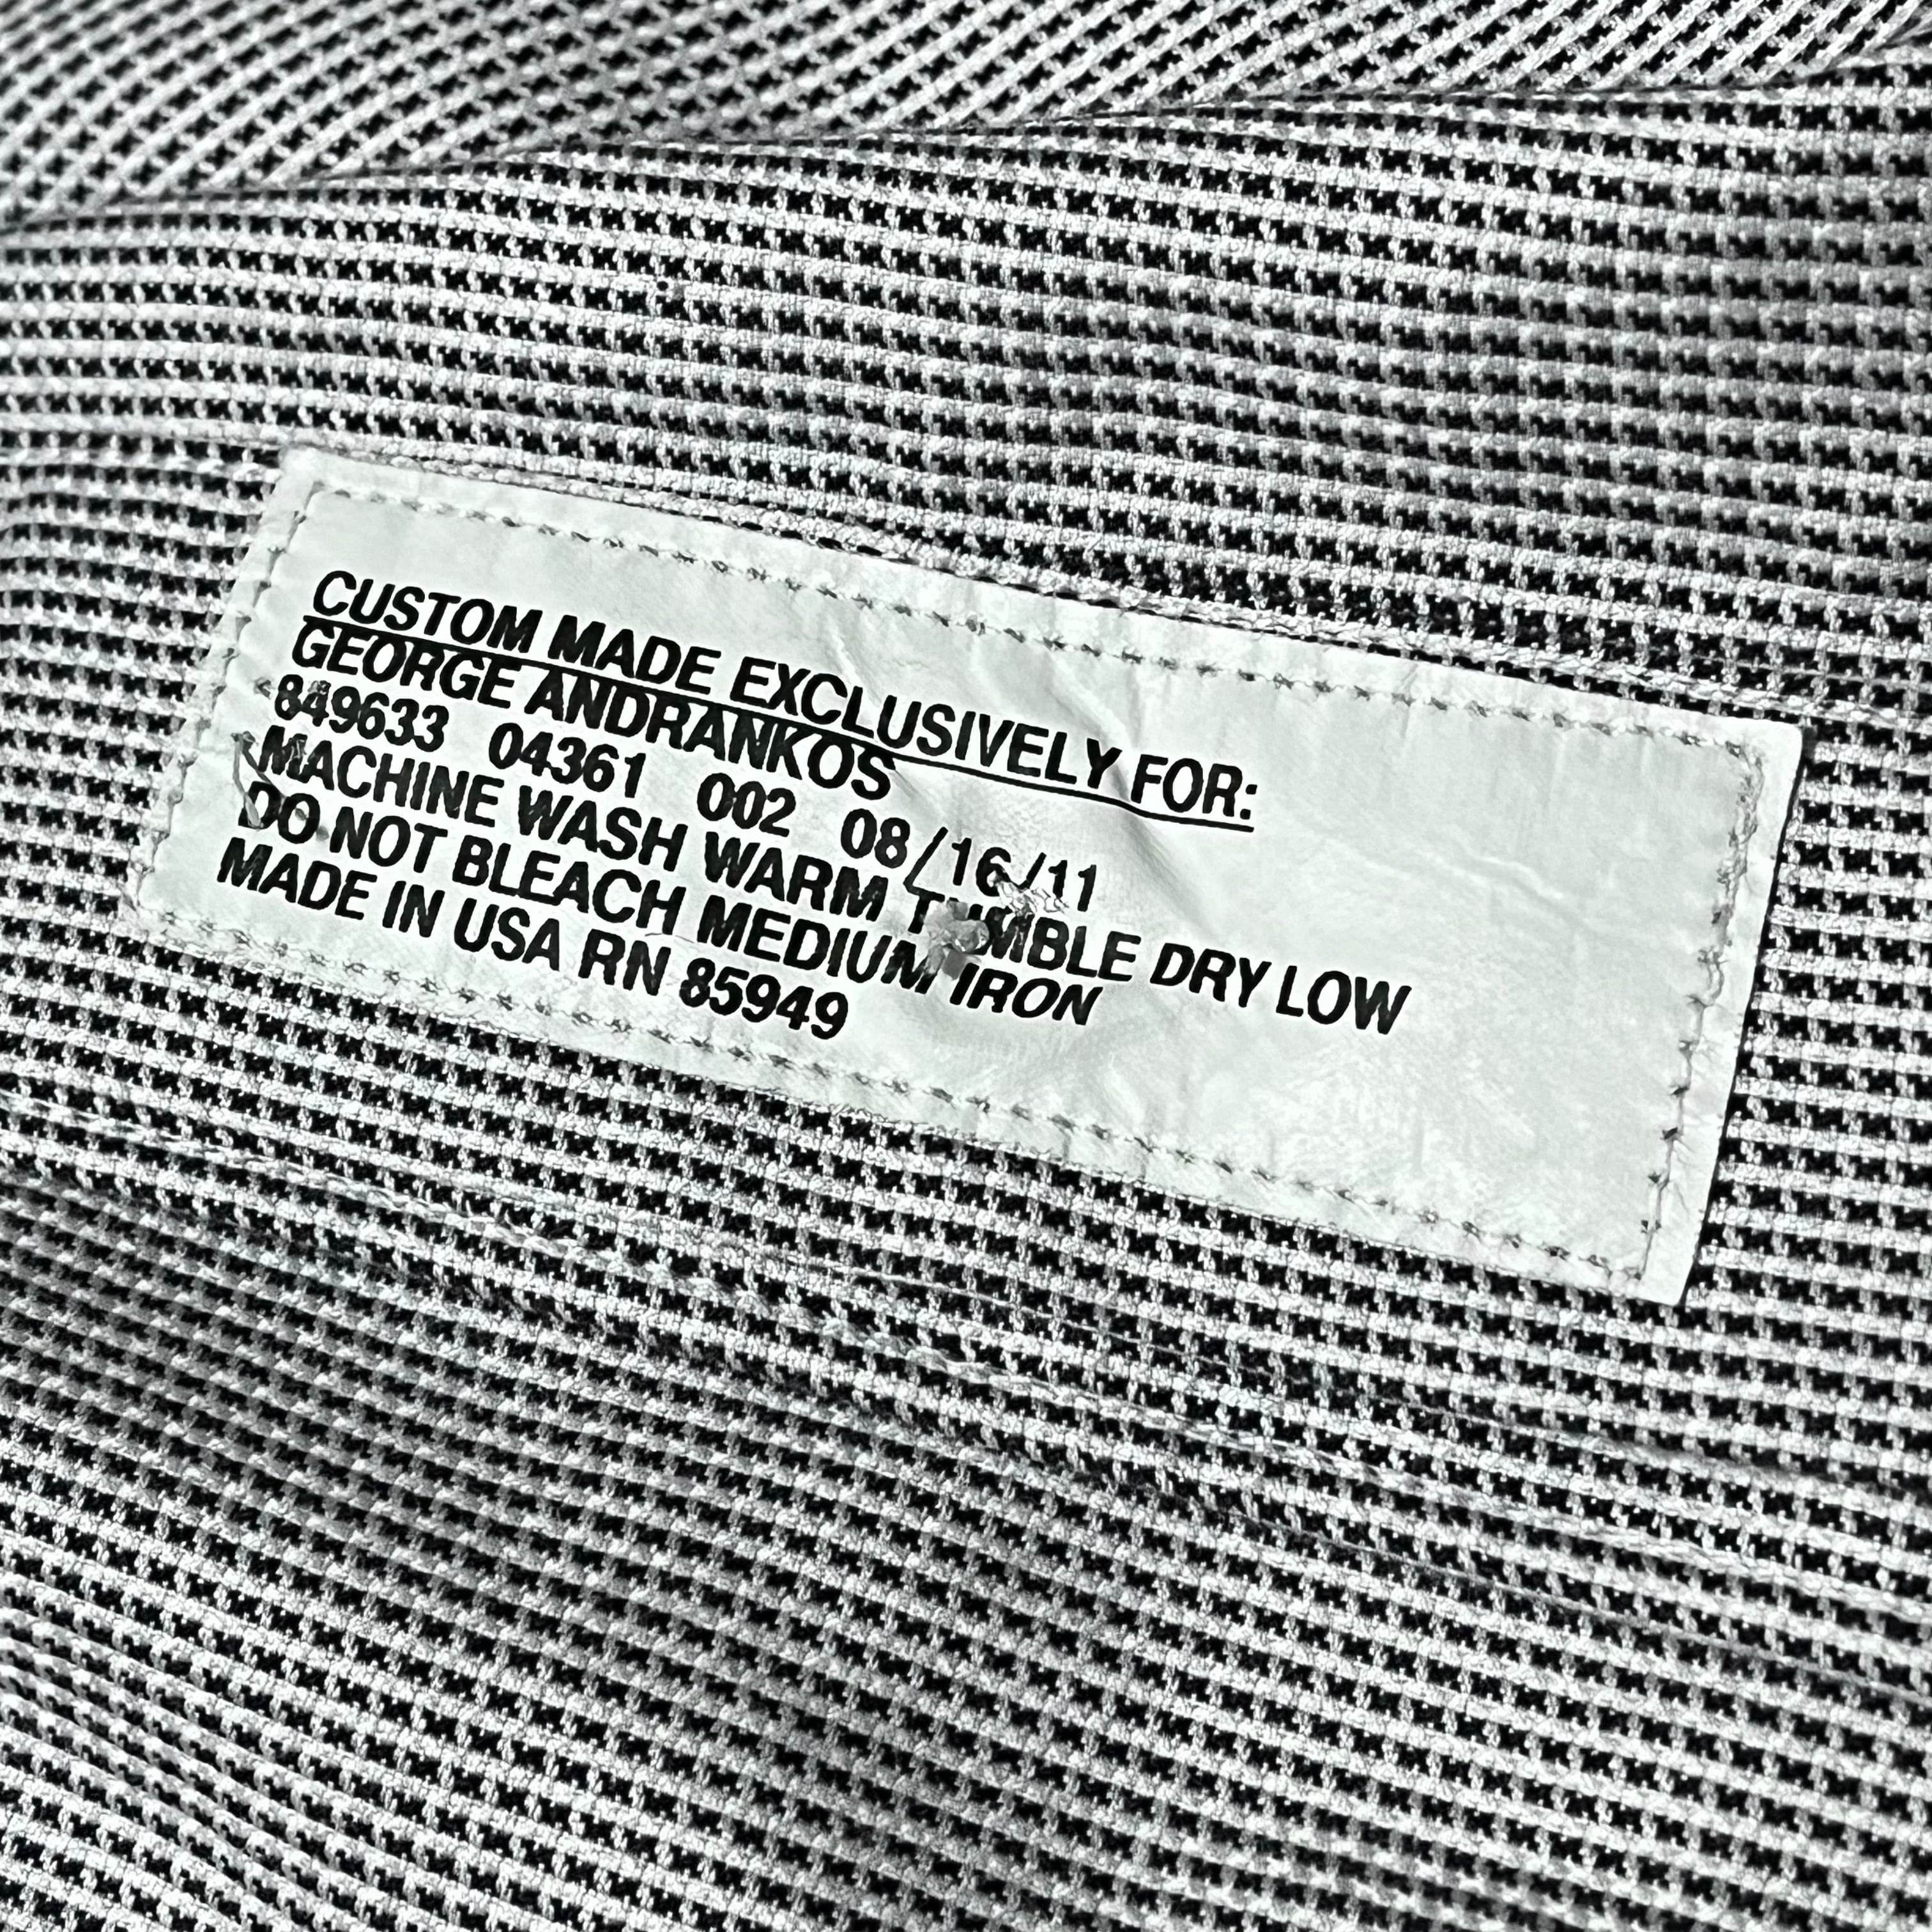 CUSTOM MADE EXCLUSIVELY FOR:
GEORGE ANDRANKOS
849633 04361 002 08/16/11
MACHINE WASH WARM TUMBLE DRY LOW
DO NOT BLEACH MEDIUM IRON
MADE IN USA RN 85949